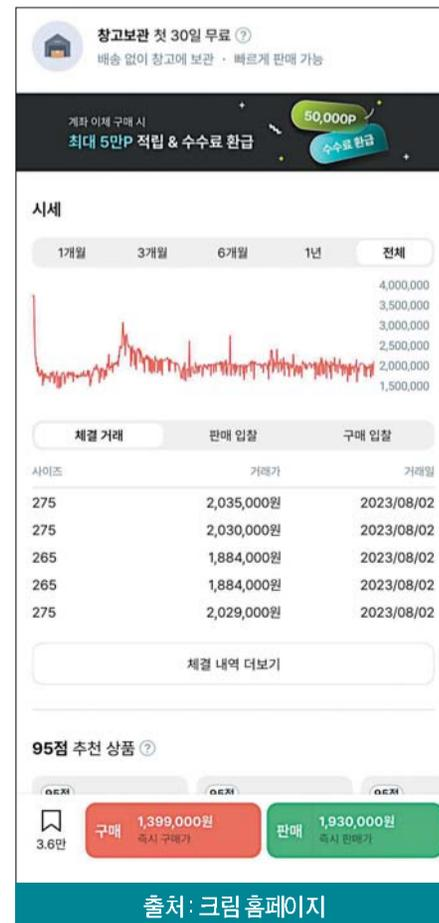 창고보관 첫 30일 무료 ?
배송 없이 창고에 보관 · 빠르게 판매 가능
계좌 이체 구매 시
최대 5만P 적립 & 수수료 환급
50,000P
수수료 환급
시세
1개월 3개월 6개월 1년 전체
4,000,000
3,500,000
3,000,000
2,500,000
2,000,000
1,500,000
체결 거래 판매 입찰 구매 입찰
사이즈 거래가 거래일
275 2,035,000원 2023/08/02
275 2,030,000원 2023/08/02
265 1,884,000원 2023/08/02
265 1,884,000원 2023/08/02
275 2,029,000원 2023/08/02
체결 내역 더보기
95점 추천 상품 ?
95점 95점 95점
구매 1,399,000원 판매 1,930,000원
3.6만 즉시 구매가 즉시 판매가
출처 : 크림 홈페이지